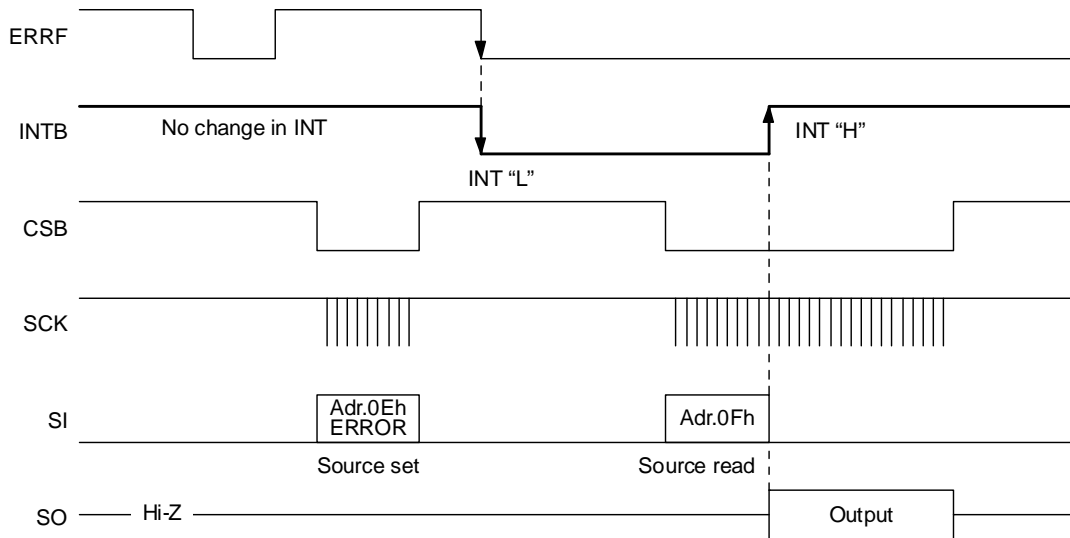 ERRF
INTB
No change in INT
INT “H”
INT “L”
CSB
SCK
SI
Adr.0Eh
ERROR
Adr.0Fh
Source set
Source read
SO
Hi-Z
Output